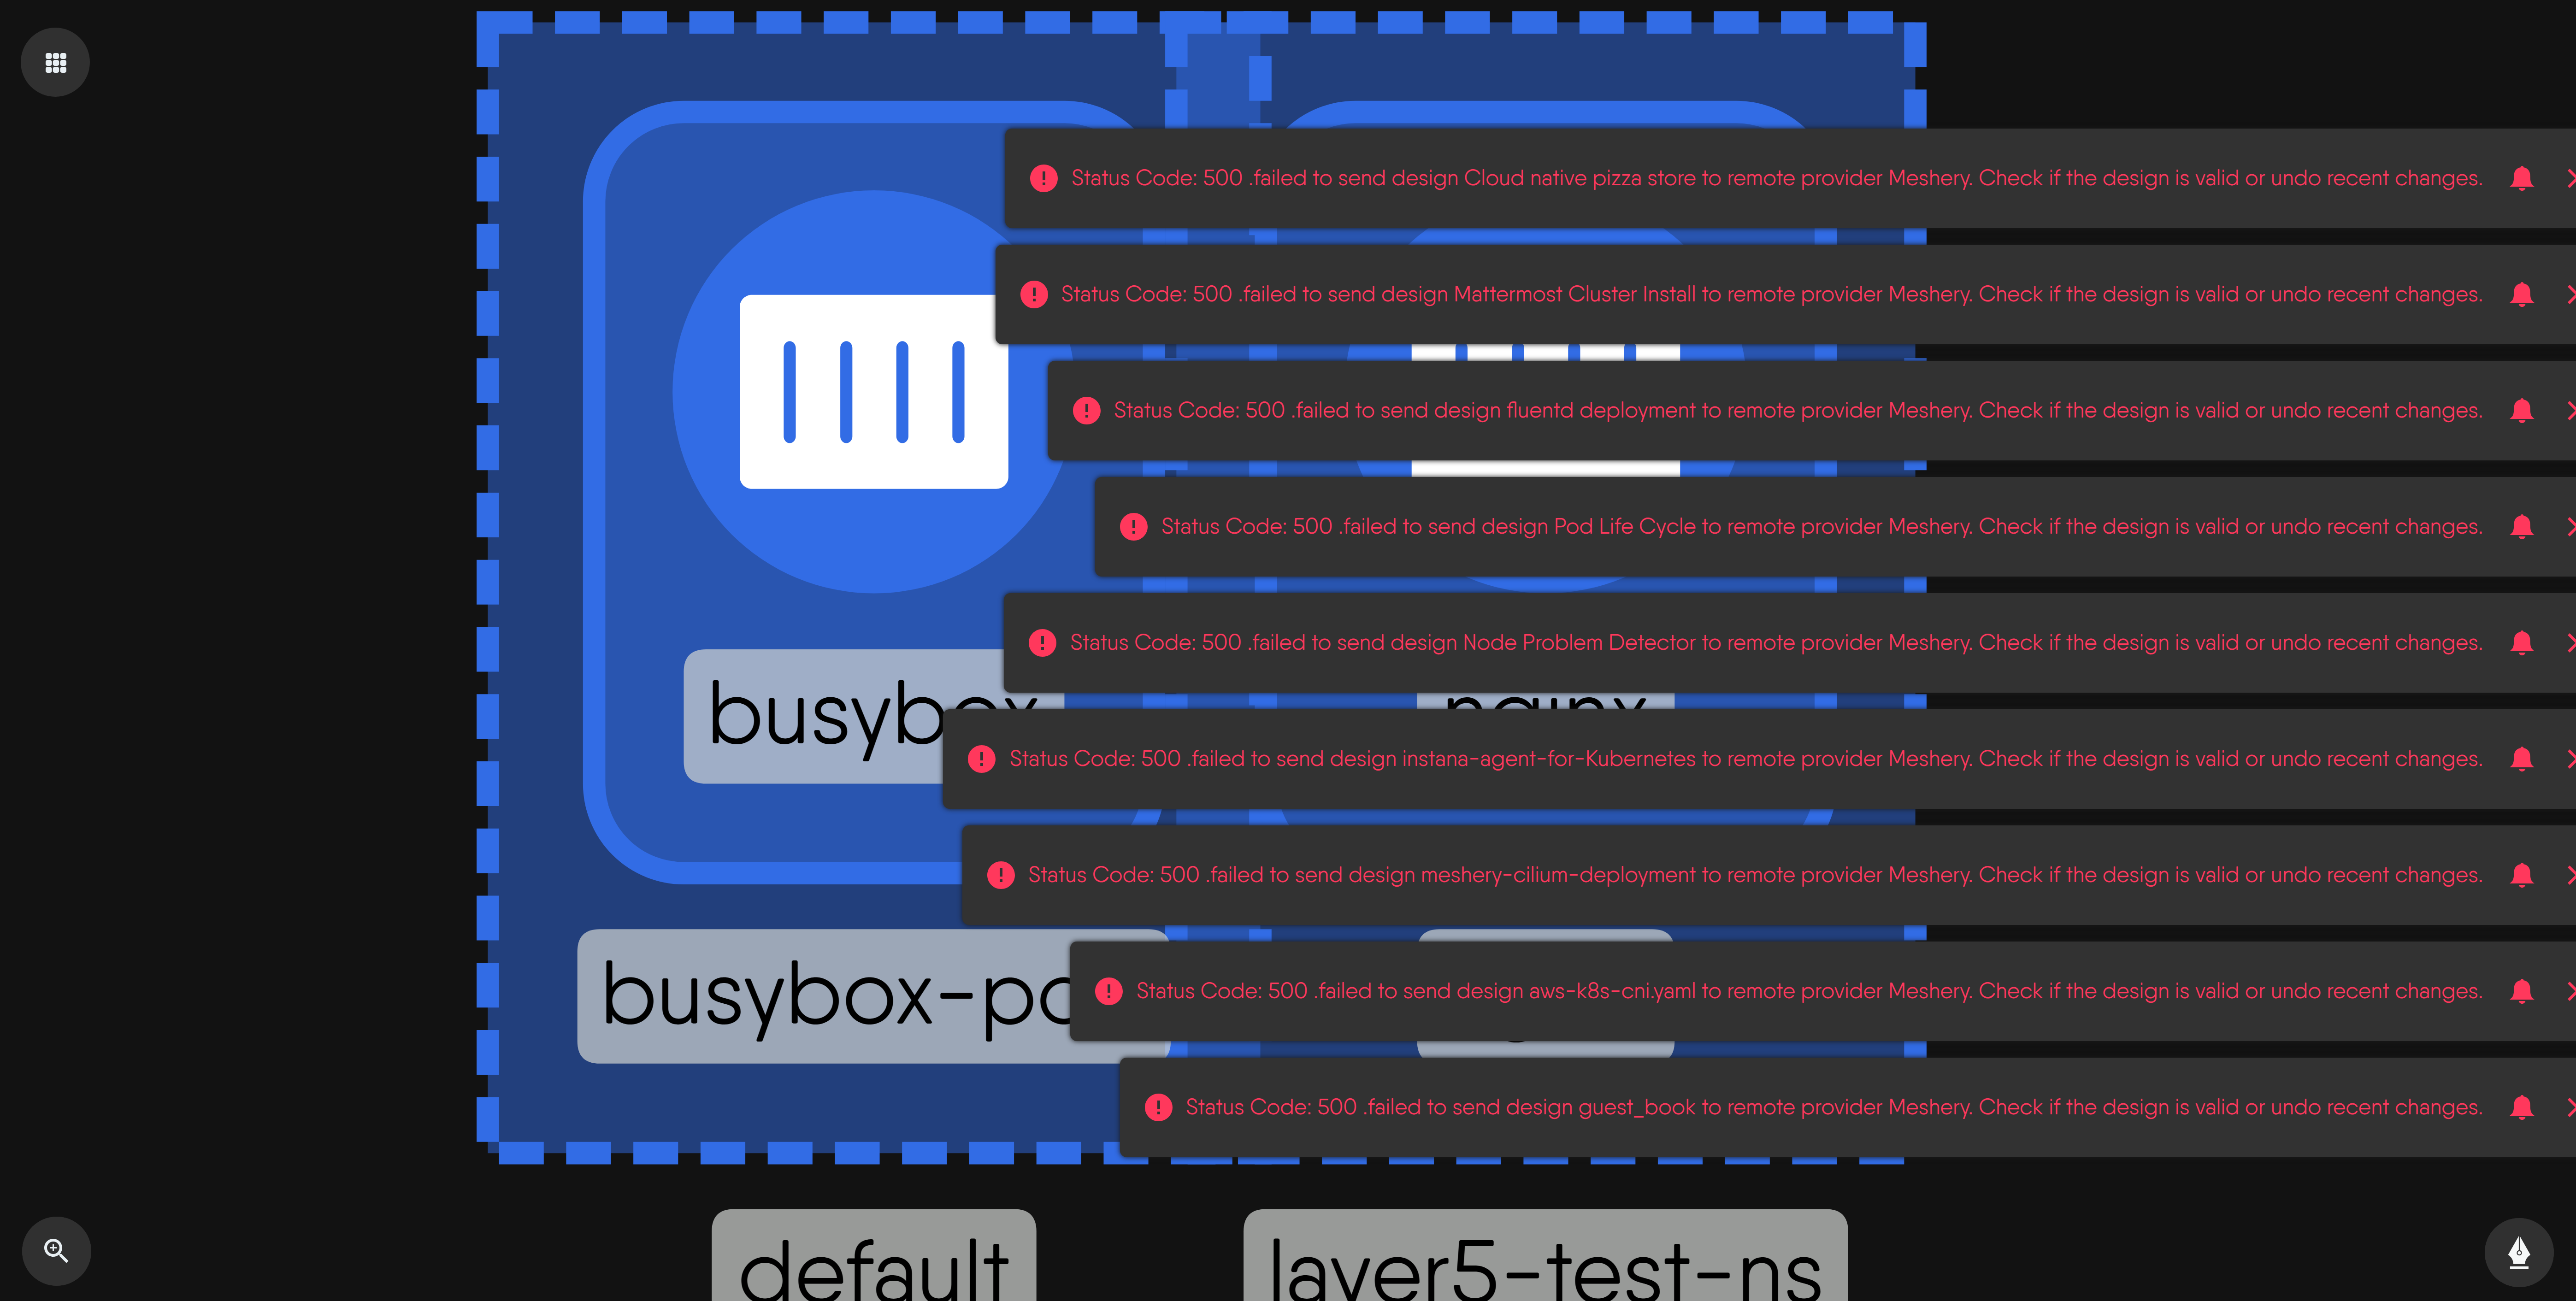 Status Code: 500 .failed to send design Cloud native pizza store to remote provider Meshery. Check if the design is valid or undo recent changes.
Status Code: 500 .failed to send design Mattermost Cluster Install to remote provider Meshery. Check if the design is valid or undo recent changes.
Status Code: 500 .failed to send design fluentd deployment to remote provider Meshery. Check if the design is valid or undo recent changes.
Status Code: 500 .failed to send design Pod Life Cycle to remote provider Meshery. Check if the design is valid or undo recent changes.
Status Code: 500 .failed to send design Node Problem Detector to remote provider Meshery. Check if the design is valid or undo recent changes.
busybox
nginx
Status Code: 500 .failed to send design instana-agent-for-Kubernetes to remote provider Meshery. Check if the design is valid or undo recent changes.
Status Code: 500 .failed to send design meshery-cilium-deployment to remote provider Meshery. Check if the design is valid or undo recent changes.
Status Code: 500 .failed to send design aws-k8s-cni.yaml to remote provider Meshery. Check if the design is valid or undo recent changes.
busybox-po
Status Code: 500 .failed to send design guest_book to remote provider Meshery. Check if the design is valid or undo recent changes.
default
layer5-test-ns